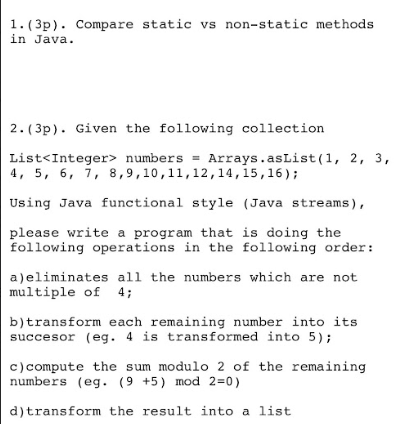 1.(3p). Compare static vs non-static methods
in Java.
2.(3p). Given the following collection
List<Integer> numbers = Arrays.asList(1, 2, 3,
4, 5, 6, 7, 8,9,10,11,12,14,15,16);
Using Java functional style (Java streams),
please write a program that is doing the
following operations in the following order:
a)eliminates all the numbers which are not
multiple of 4;
b)transform each remaining number into its
succesor (eg. 4 is transformed into 5);
c)compute the sum modulo 2 of the remaining
numbers (eg. (9 +5) mod 2=0)
d)transform the result into a list